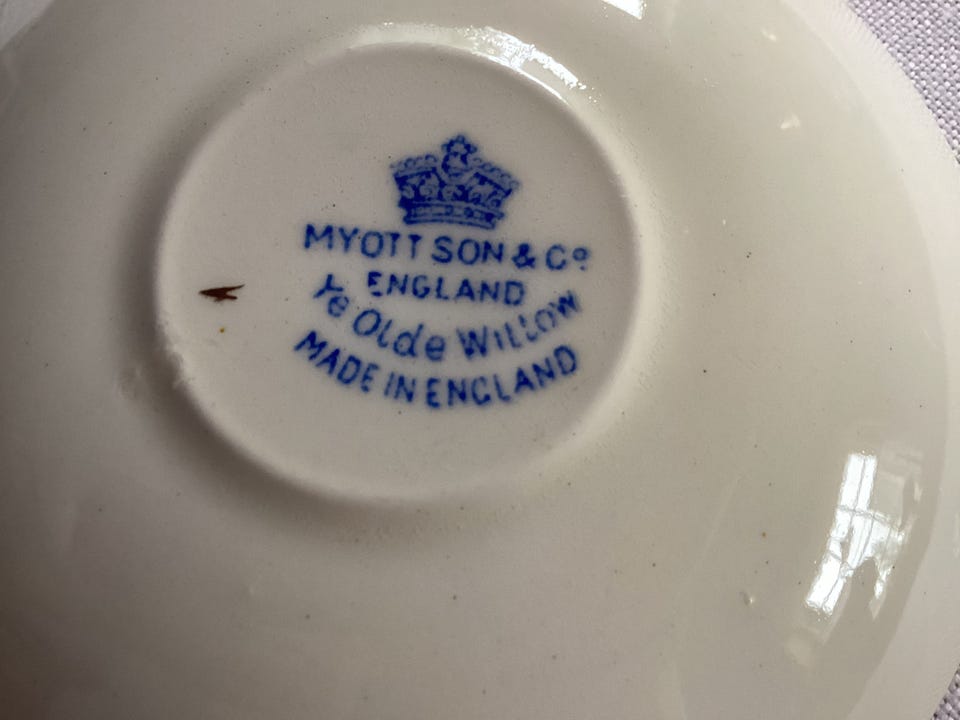 MYOTT SON & Cº
ENGLAND
Ye Olde WILLOW
MADE IN ENGLAND